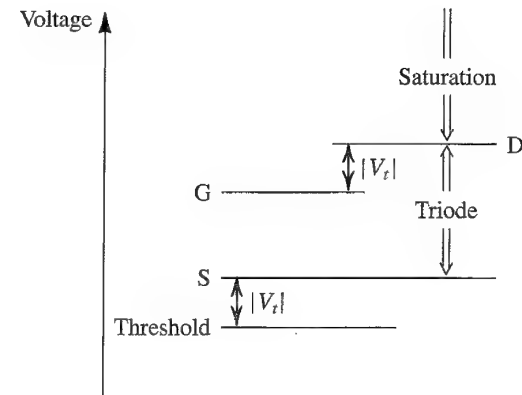 Voltage
Saturation
D
|V_t|
G
Triode
S
|V_t|
Threshold